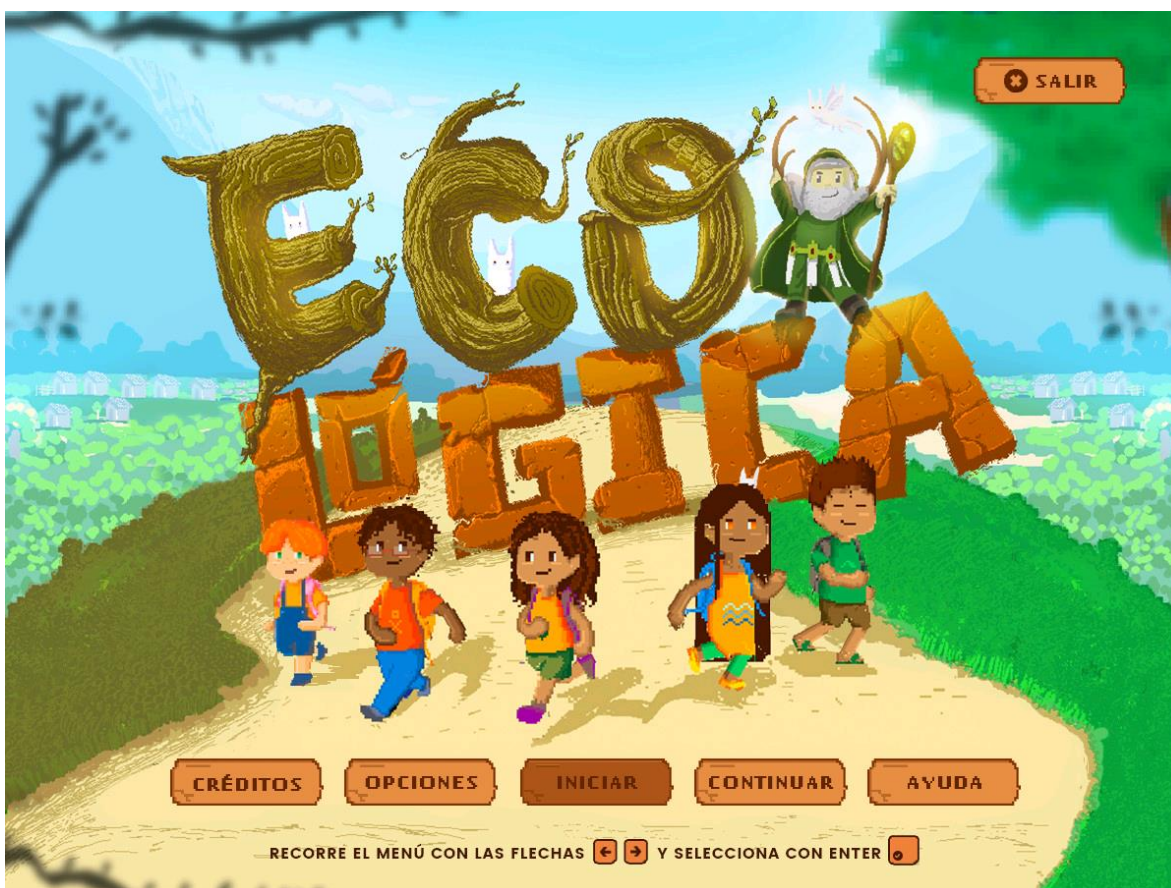 SALIR
ECO
LÓGICA
CRÉDITOS OPCIONES INICIAR CONTINUAR AYUDA
RECORRE EL MENÚ CON LAS FLECHAS ← → Y SELECCIONA CON ENTER